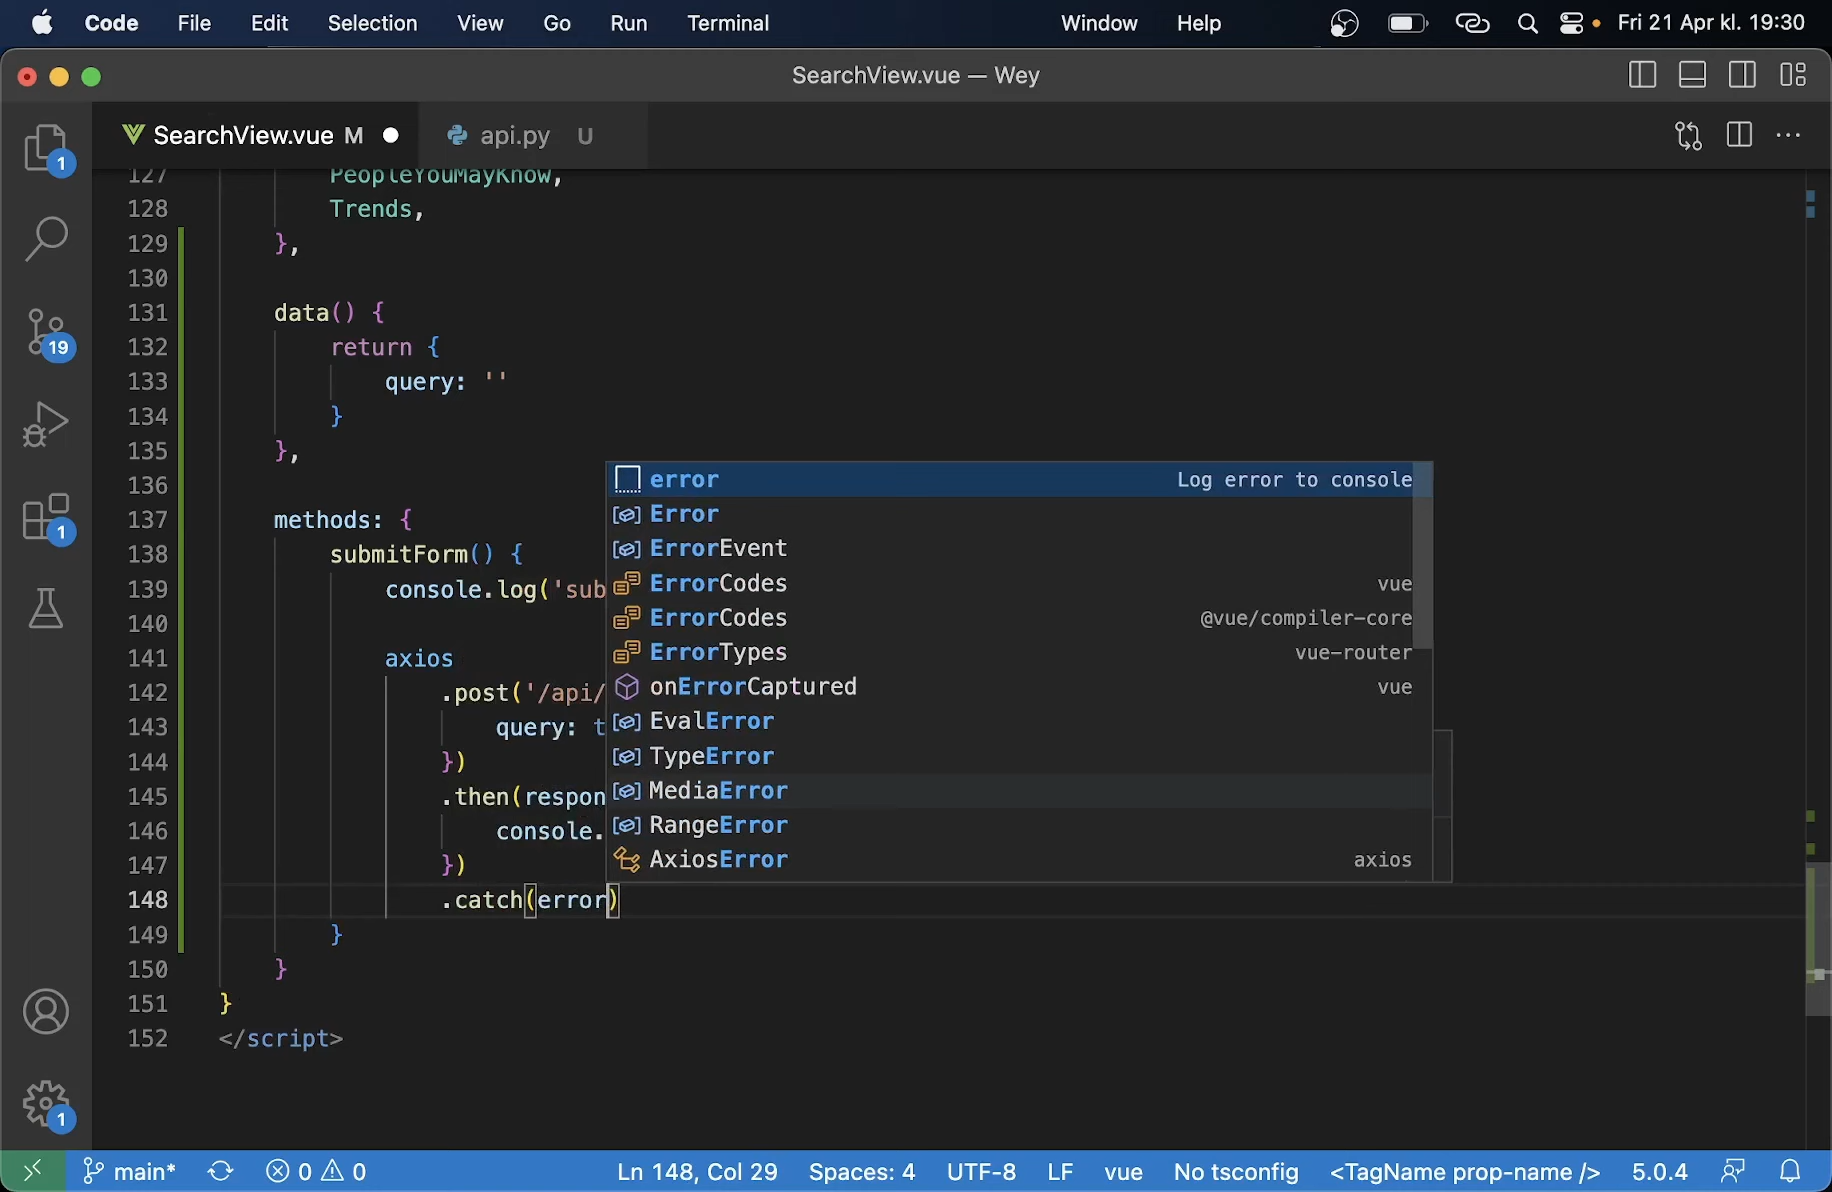 Code File Edit Selection View Go Run Terminal Window Help Fri 21 Apr kl. 19:30
SearchView.vue — Wey
SearchView.vue M api.py U
127 PeopleYouMayKnow,
128 Trends,
129 },
130
131 data() {
132 return {
133 query: ''
134 }
135 },
136
137 methods: {
138 submitForm() {
139 console.log('sub
140
141 axios
142 .post('/api/
143 query: t
144 })
145 .then(respon
146 console.
147 })
148 .catch(error)
149 }
150 }
151 }
152 </script>
error Log error to console
Error
ErrorEvent
ErrorCodes vue
ErrorCodes @vue/compiler-core
ErrorTypes vue-router
onErrorCaptured vue
EvalError
TypeError
MediaError
RangeError
AxiosError axios
1
19
1
1
main* 0 0 Ln 148, Col 29 Spaces: 4 UTF-8 LF vue No tsconfig <TagName prop-name /> 5.0.4